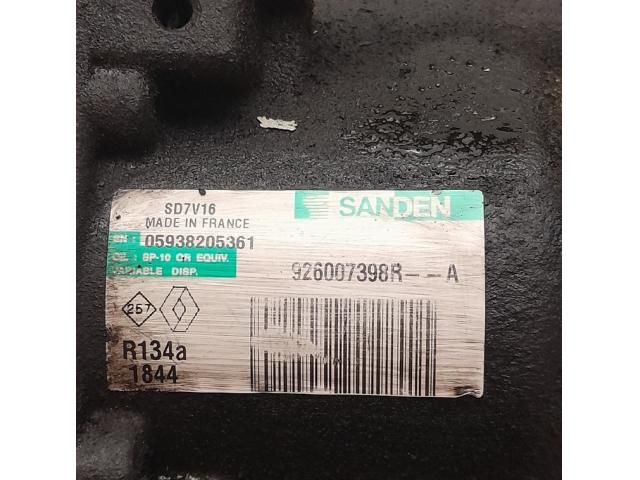 SD7V16
MADE IN FRANCE
SANDEN
SN: 05938205361
OIL: SP-10 OR EQUIV.
VARIABLE DISP.
926007398R--A
257
R134a
1844